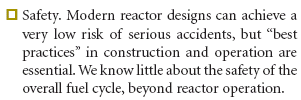 Safety. Modern reactor designs can achieve a
very low risk of serious accidents, but “best
practices” in construction and operation are
essential. We know little about the safety of the
overall fuel cycle, beyond reactor operation.